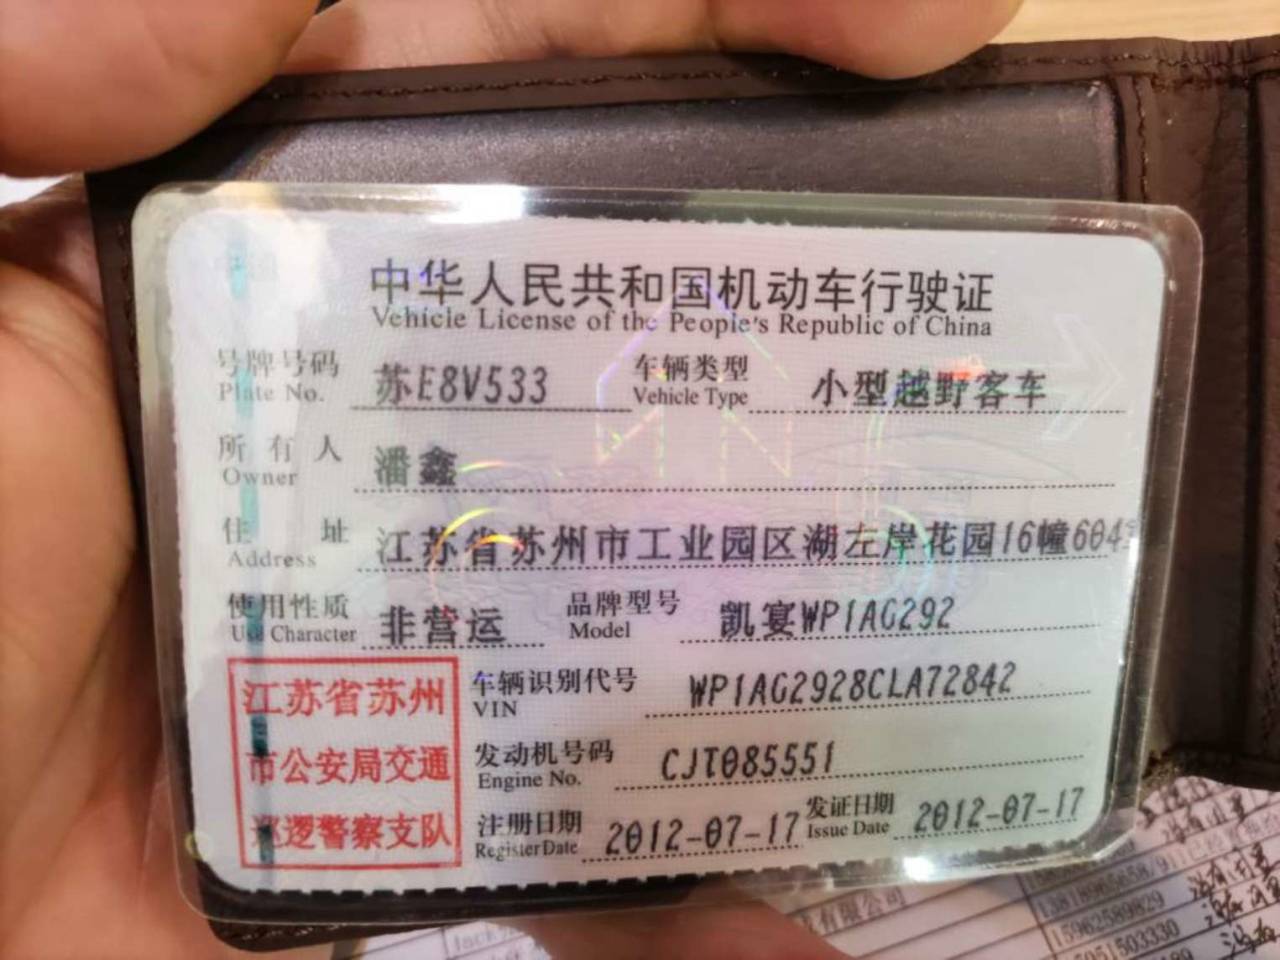 中华人民共和国机动车行驶证
Vehicle License of the People's Republic of China
号牌号码 苏E8V533 车辆类型 小型越野客车
Plate No. Vehicle Type
所有人 潘鑫
Owner
住址 江苏省苏州市工业园区湖左岸花园16幢604
Address
使用性质 非营运 品牌型号 凯宴WP1AG292
Use Character Model
江苏省苏州
市公安局交通
巡逻警察支队
车辆识别代号 WP1AG2928CLA72842
VIN
发动机号码 CJT085551
Engine No.
注册日期 2012-07-17 发证日期 2012-07-17
Register Date Issue Date
有限公司
15962589829